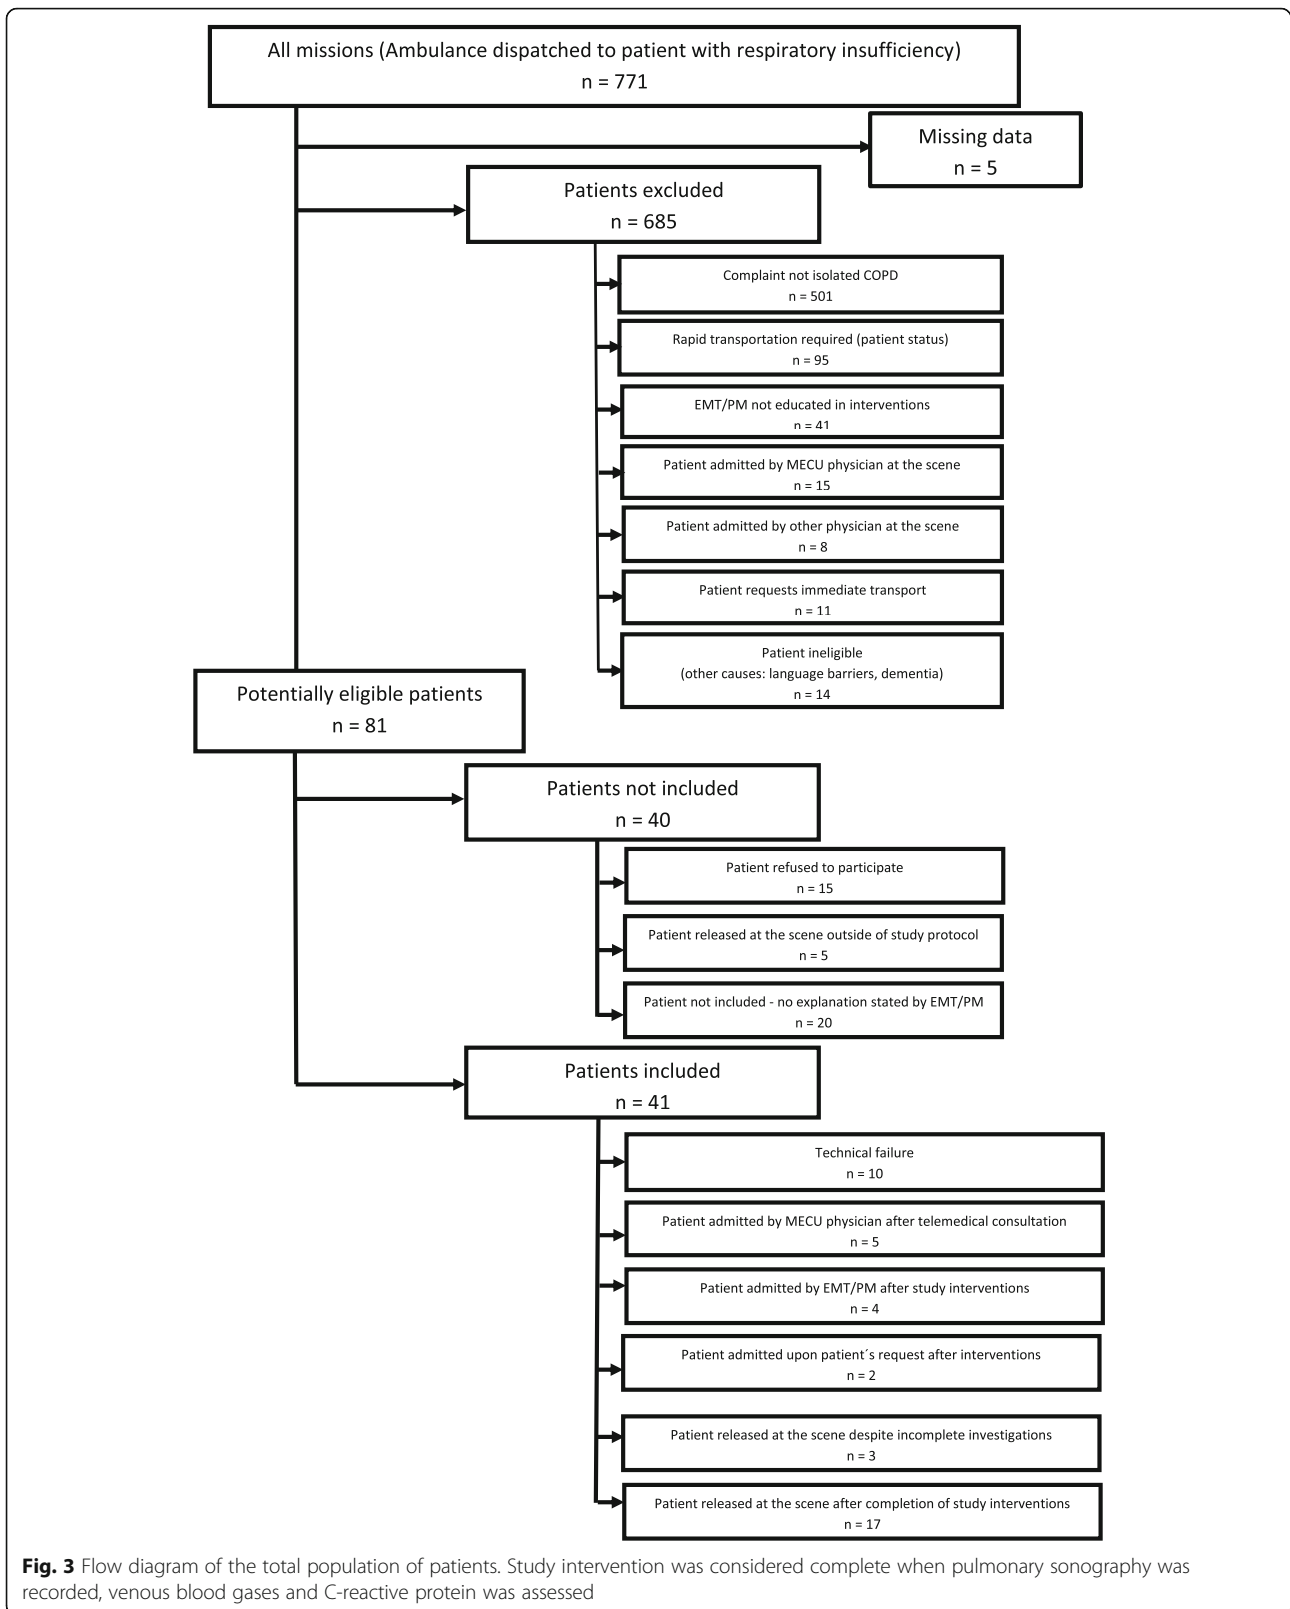 All missions (Ambulance dispatched to patient with respiratory insufficiency)
n = 771
Missing data
n = 5
Patients excluded
n = 685
Complaint not isolated COPD
n = 501
Rapid transportation required (patient status)
n = 95
EMT/PM not educated in interventions
n = 41
Patient admitted by MECU physician at the scene
n = 15
Patient admitted by other physician at the scene
n = 8
Patient requests immediate transport
n = 11
Patient ineligible
(other causes: language barriers, dementia)
n = 14
Potentially eligible patients
n = 81
Patients not included
n = 40
Patient refused to participate
n = 15
Patient released at the scene outside of study protocol
n = 5
Patient not included - no explanation stated by EMT/PM
n = 20
Patients included
n = 41
Technical failure
n = 10
Patient admitted by MECU physician after telemedical consultation
n = 5
Patient admitted by EMT/PM after study interventions
n = 4
Patient admitted upon patient´s request after interventions
n = 2
Patient released at the scene despite incomplete investigations
n = 3
Patient released at the scene after completion of study interventions
n = 17
Fig. 3 Flow diagram of the total population of patients. Study intervention was considered complete when pulmonary sonography was
recorded, venous blood gases and C-reactive protein was assessed